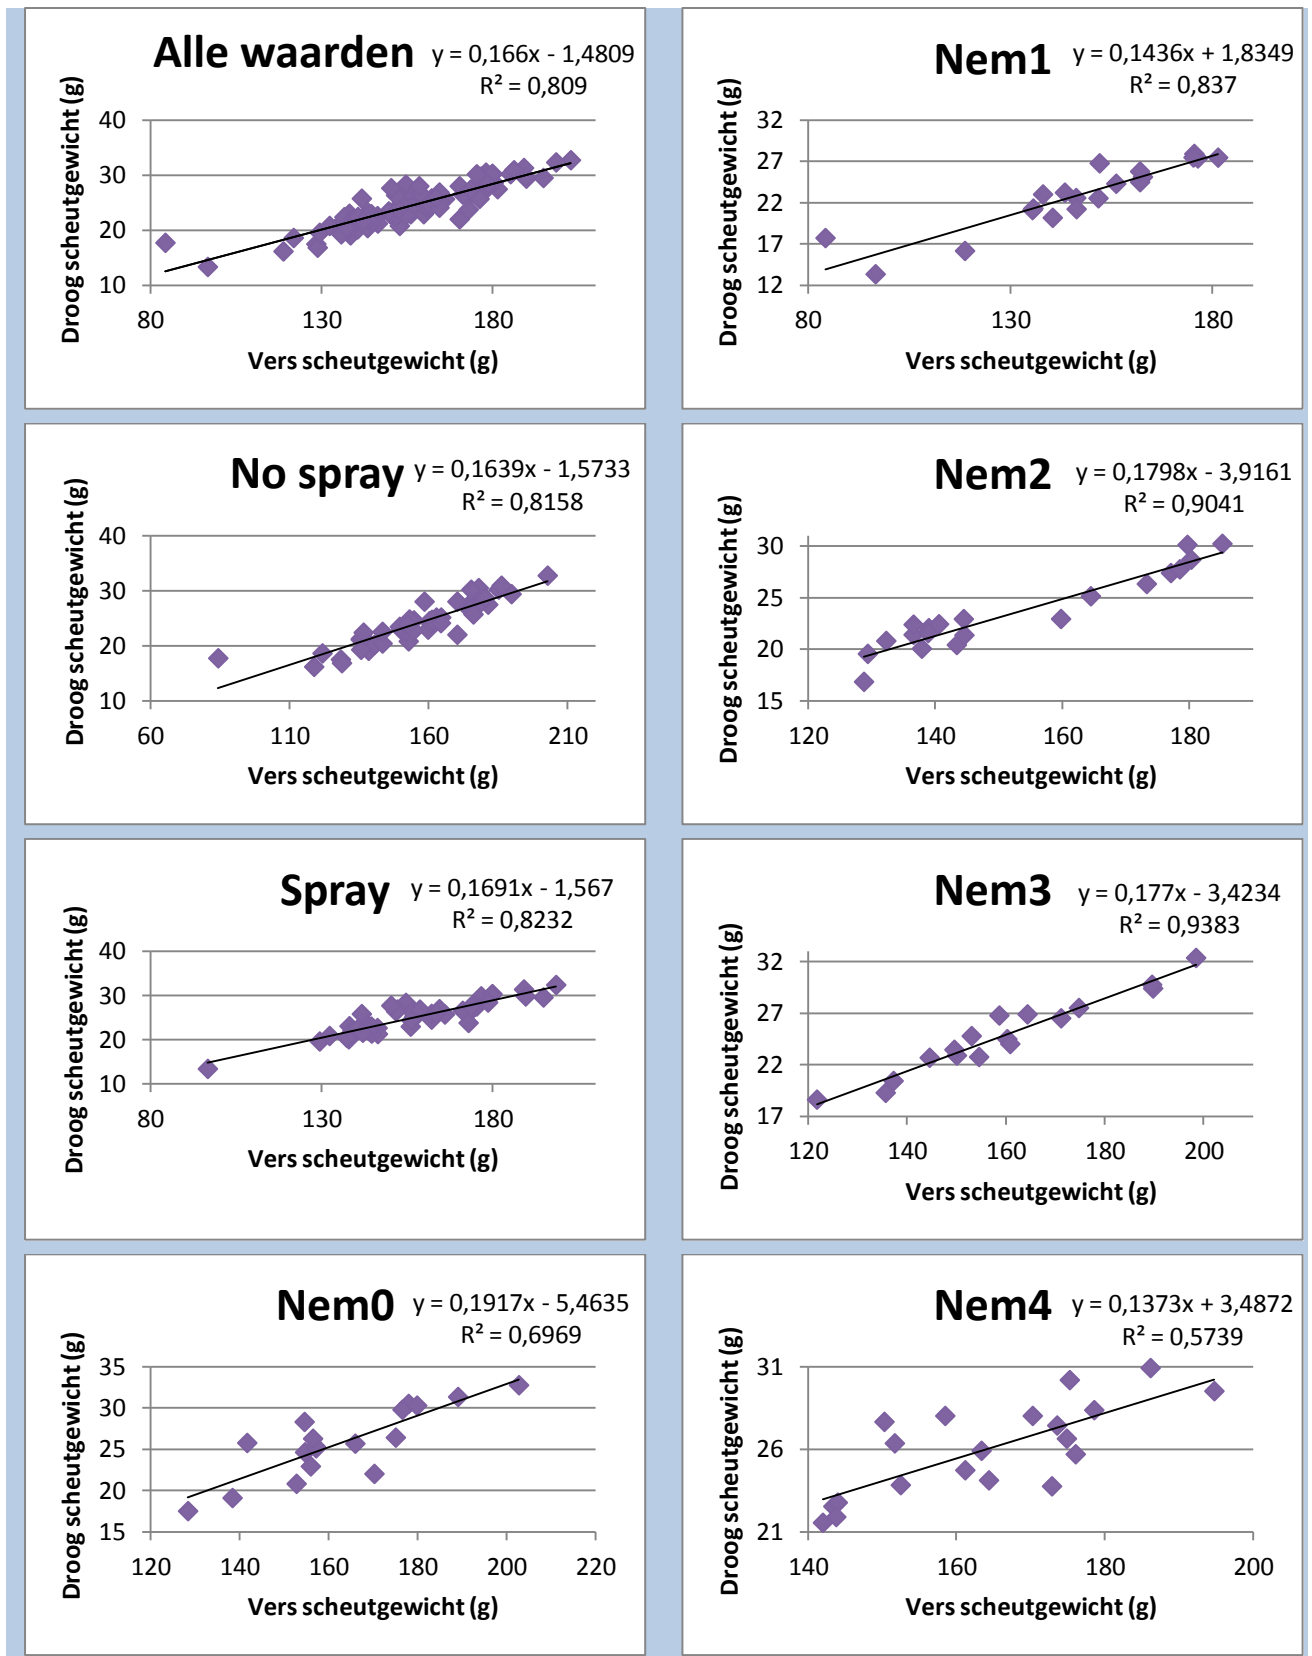 Alle waarden
y = 0,166x - 1,4809
R² = 0,809
Droog scheutgewicht (g)
40
30
20
10
80 130 180
Vers scheutgewicht (g)
Nem1
y = 0,1436x + 1,8349
R² = 0,837
Droog scheutgewicht (g)
32
27
22
17
12
80 130 180
Vers scheutgewicht (g)
No spray
y = 0,1639x - 1,5733
R² = 0,8158
Droog scheutgewicht (g)
40
30
20
10
60 110 160 210
Vers scheutgewicht (g)
Nem2
y = 0,1798x - 3,9161
R² = 0,9041
Droog scheutgewicht (g)
30
25
20
15
120 140 160 180
Vers scheutgewicht (g)
Spray
y = 0,1691x - 1,567
R² = 0,8232
Droog scheutgewicht (g)
40
30
20
10
80 130 180
Vers scheutgewicht (g)
Nem3
y = 0,177x - 3,4234
R² = 0,9383
Droog scheutgewicht (g)
32
27
22
17
120 140 160 180 200
Vers scheutgewicht (g)
Nem0
y = 0,1917x - 5,4635
R² = 0,6969
Droog scheutgewicht (g)
35
30
25
20
15
120 140 160 180 200 220
Vers scheutgewicht (g)
Nem4
y = 0,1373x + 3,4872
R² = 0,5739
Droog scheutgewicht (g)
31
26
21
140 160 180 200
Vers scheutgewicht (g)